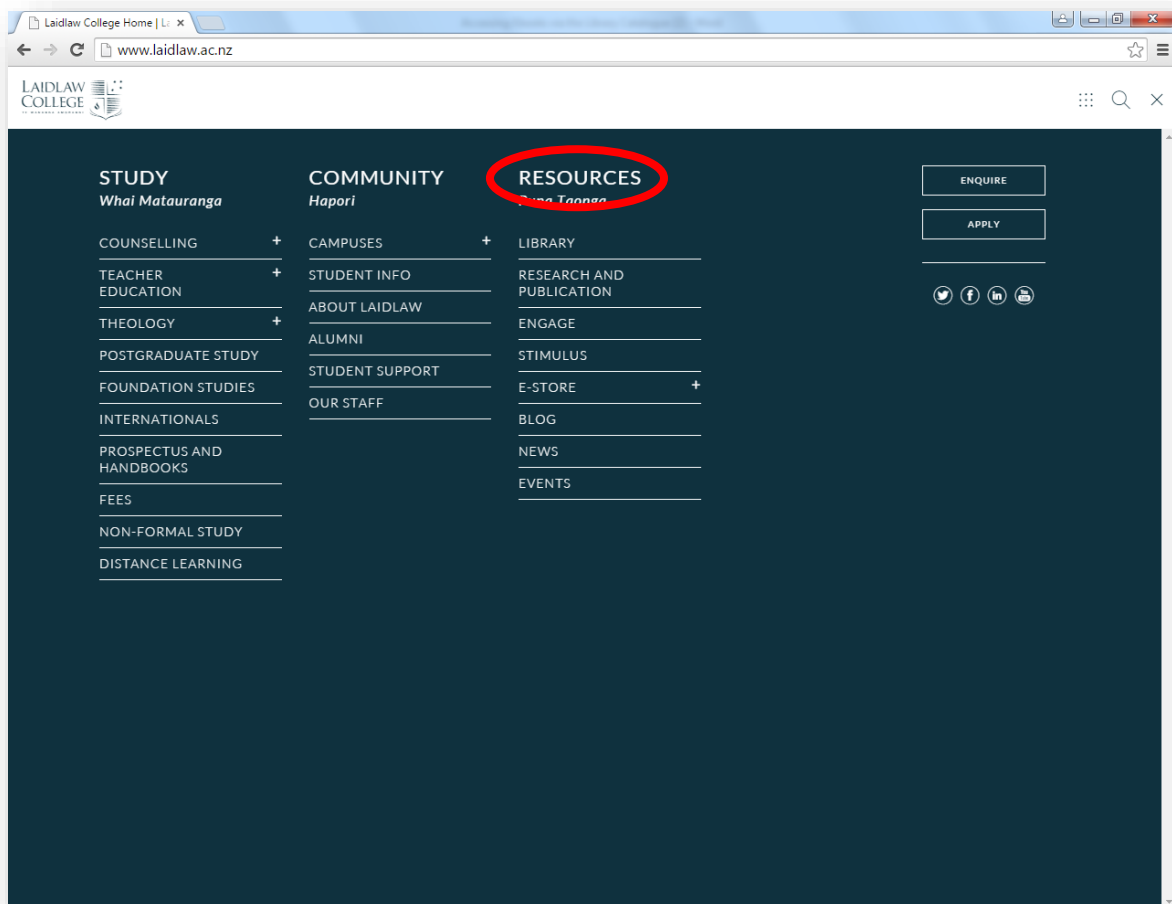 Laidlaw College Home | La
www.laidlaw.ac.nz
LAIDLAW
COLLEGE
STUDY
Whai Matauranga
COUNSELLING +
TEACHER +
EDUCATION
THEOLOGY +
POSTGRADUATE STUDY
FOUNDATION STUDIES
INTERNATIONALS
PROSPECTUS AND
HANDBOOKS
FEES
NON-FORMAL STUDY
DISTANCE LEARNING
COMMUNITY
Hapori
CAMPUSES +
STUDENT INFO
ABOUT LAIDLAW
ALUMNI
STUDENT SUPPORT
OUR STAFF
RESOURCES
Taonga
LIBRARY
RESEARCH AND
PUBLICATION
ENGAGE
STIMULUS
E-STORE +
BLOG
NEWS
EVENTS
ENQUIRE
APPLY